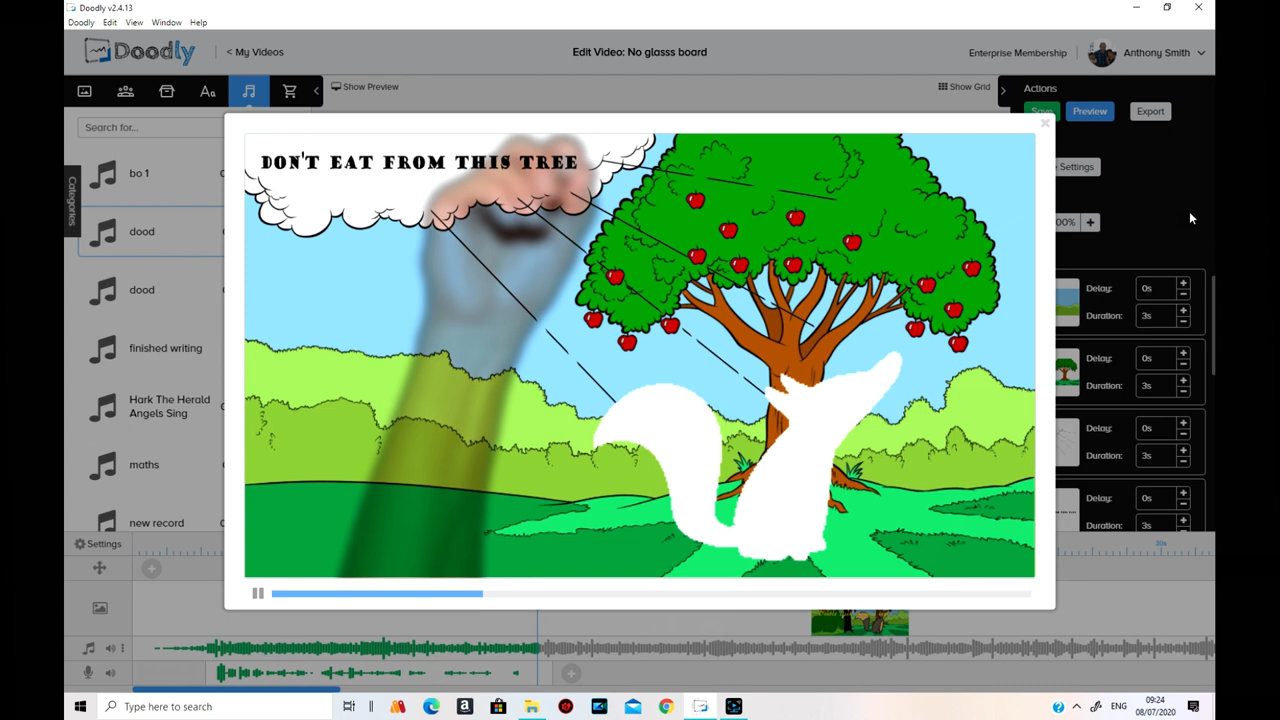 Doodly v2.4.13
Doodly Edit View Window Help
Doodly
< My Videos
Edit Video: No glasss board
Enterprise Membership
Anthony Smith
Show Preview
Show Grid
Actions
Save
Preview
Export
Search for...
Categories
bo 1
dood
dood
finished writing
Hark The Herald
Angels Sing
maths
new record
DON'T EAT FROM THIS TREE
Settings
00%
Delay: 0s
Duration: 3s
Delay: 0s
Duration: 3s
Delay: 0s
Duration: 3s
Delay: 0s
Duration: 3s
Settings
30s
Type here to search
ENG
09:24
08/07/2020